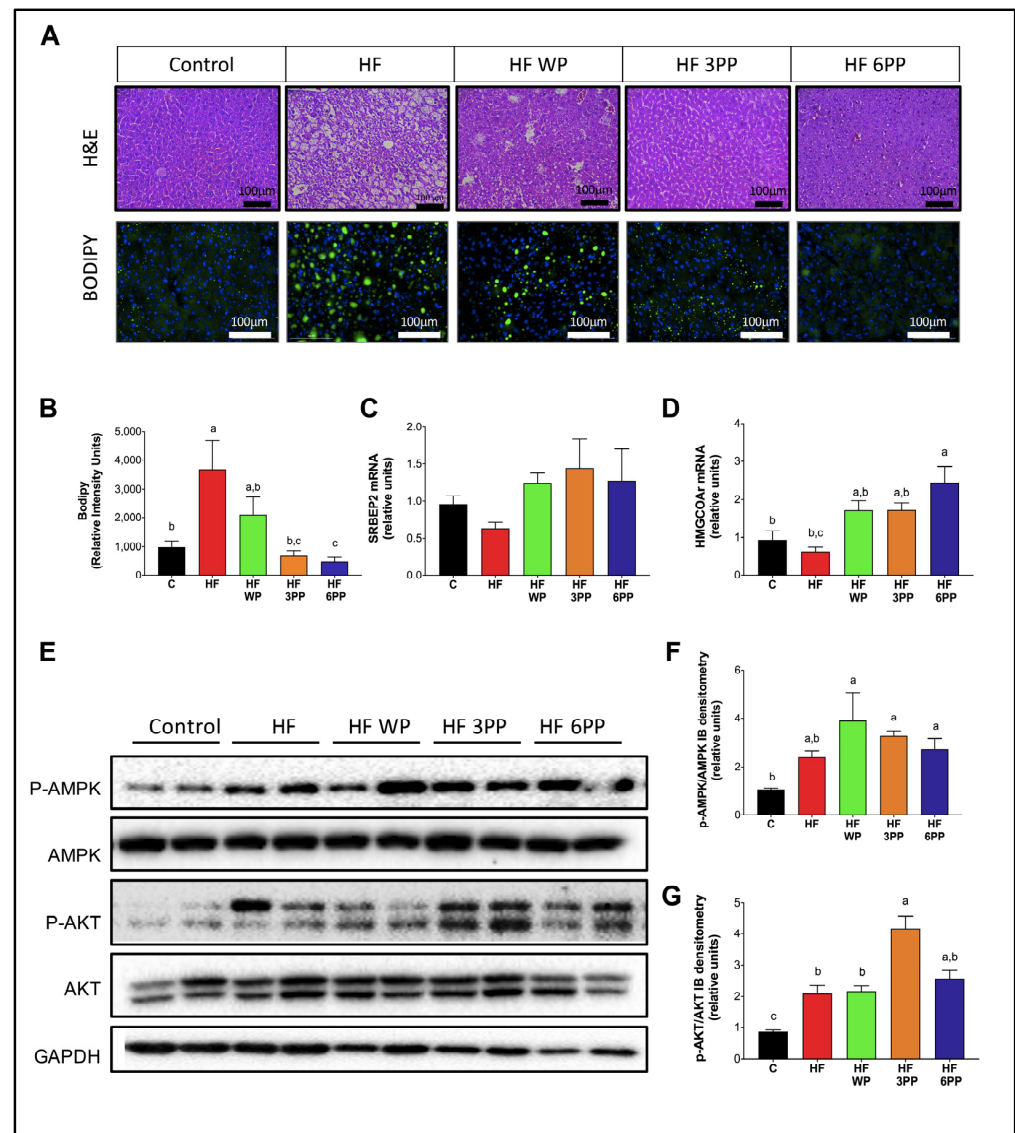 A
Control HF HF WP HF 3PP HF 6PP
H&E
100µm 100µm 100µm 100µm
BODIPY
100µm 100µm 100µm 100µm 100µm
B
Bodipy
(Relative Intensity Units)
5,000
4,000
3,000
2,000
1,000
0
b a a,b b,c c
C HF HF HF HF
WP 3PP 6PP
C
SRBEP2 mRNA
(relative units)
2.0
1.5
1.0
0.5
0.0
C HF HF HF HF
WP 3PP 6PP
D
HMGCOAr mRNA
(relative units)
4
3
2
1
0
b b,c a,b a,b a
C HF HF HF HF
WP 3PP 6PP
E
Control HF HF WP HF 3PP HF 6PP
P-AMPK
AMPK
P-AKT
AKT
GAPDH
F
p-AMPK/AMPK IB densitometry
(relative units)
6
4
2
0
b a,b a a a
C HF HF HF HF
WP 3PP 6PP
G
p-AKT/AKT IB densitometry
(relative units)
5
4
3
2
1
0
c b b a a,b
C HF HF HF HF
WP 3PP 6PP